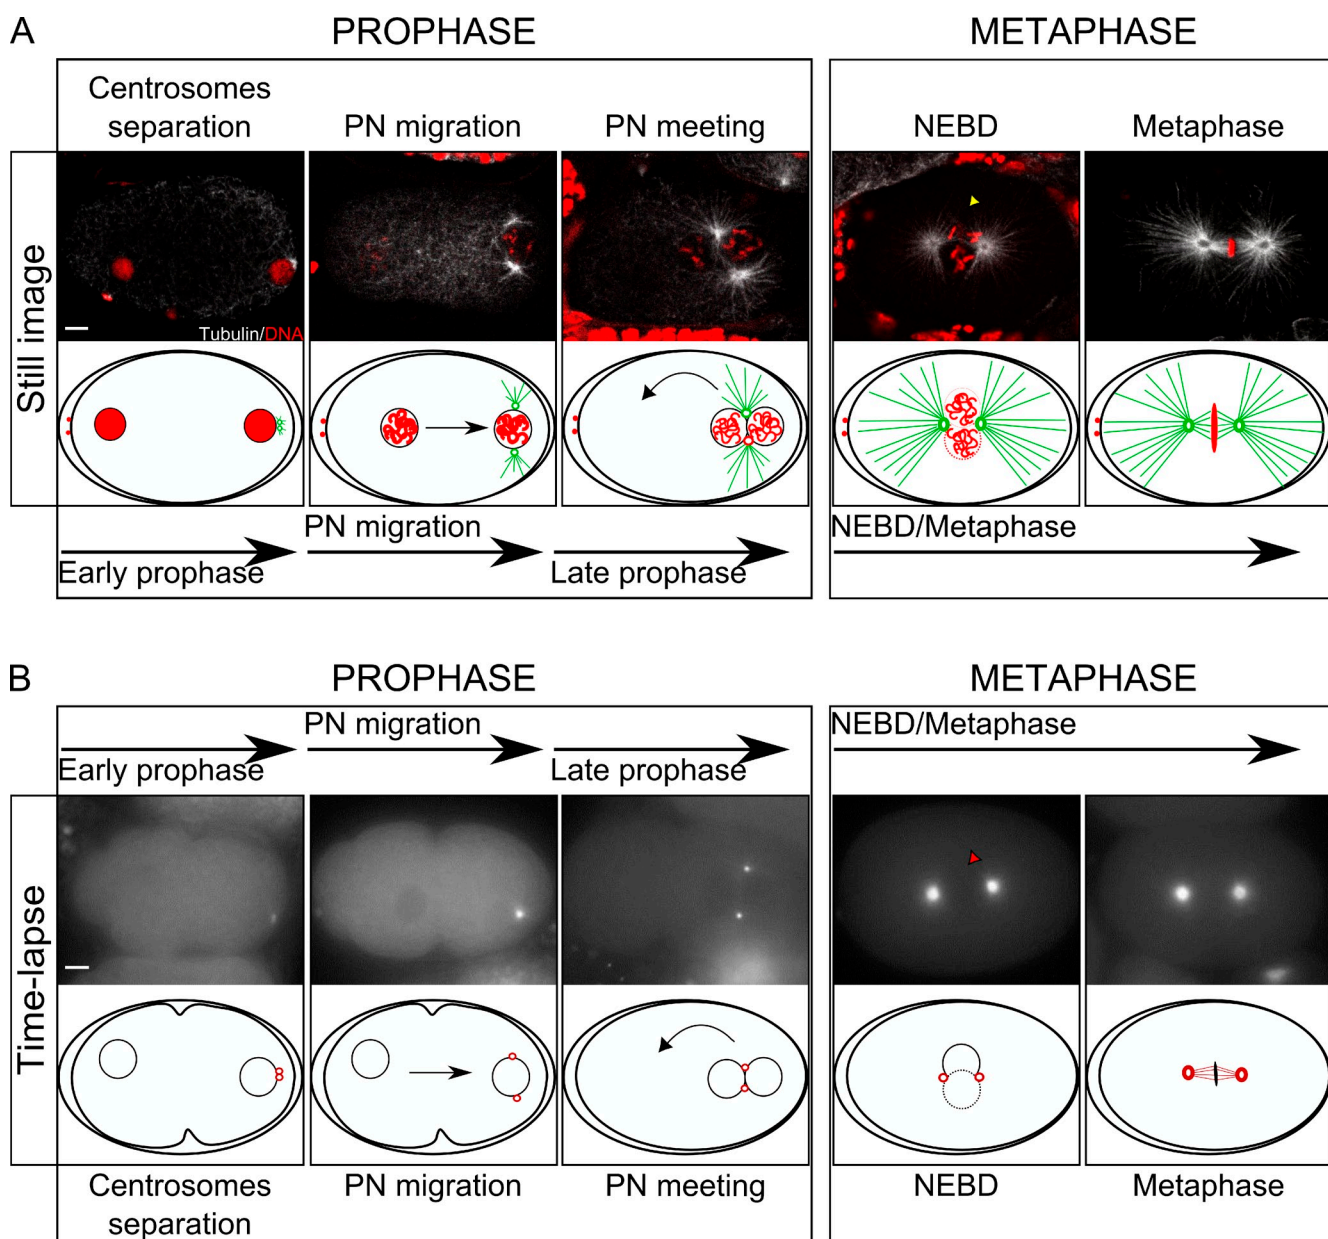 A
PROPHASE
METAPHASE
Centrosomes
separation
PN migration
PN meeting
NEBD
Metaphase
Still image
Tubulin/DNA
PN migration
Early prophase
Late prophase
NEBD/Metaphase
B
PROPHASE
METAPHASE
PN migration
Early prophase
Late prophase
NEBD/Metaphase
Time-lapse
Centrosomes
separation
PN migration
PN meeting
NEBD
Metaphase